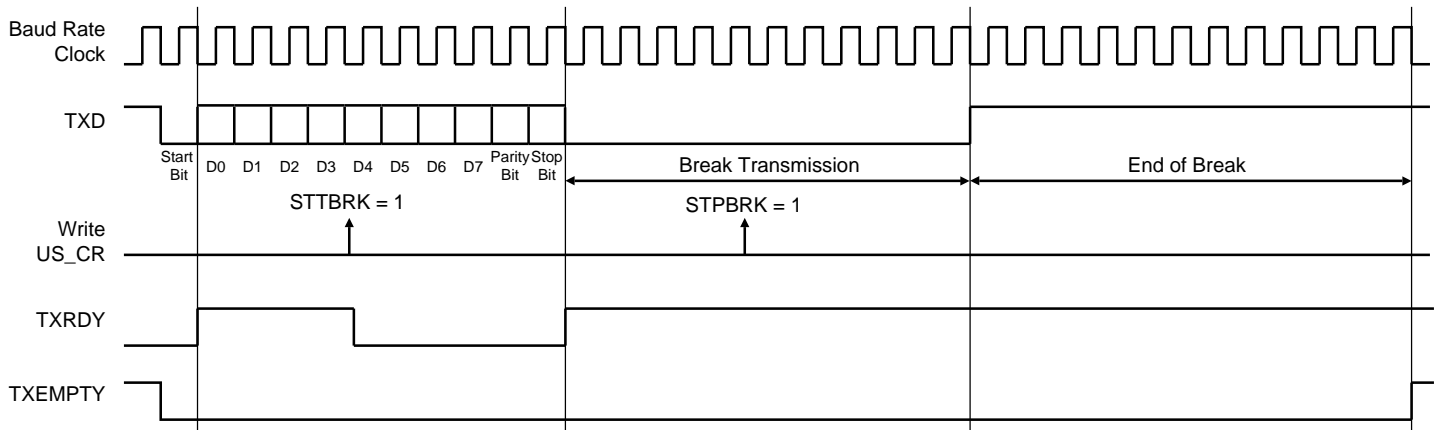 Baud Rate
Clock
TXD
Start
Bit
D0 D1 D2 D3 D4 D5 D6 D7
Parity
Bit
Stop
Bit
Break Transmission
End of Break
STTBRK = 1
STPBRK = 1
Write
US_CR
TXRDY
TXEMPTY